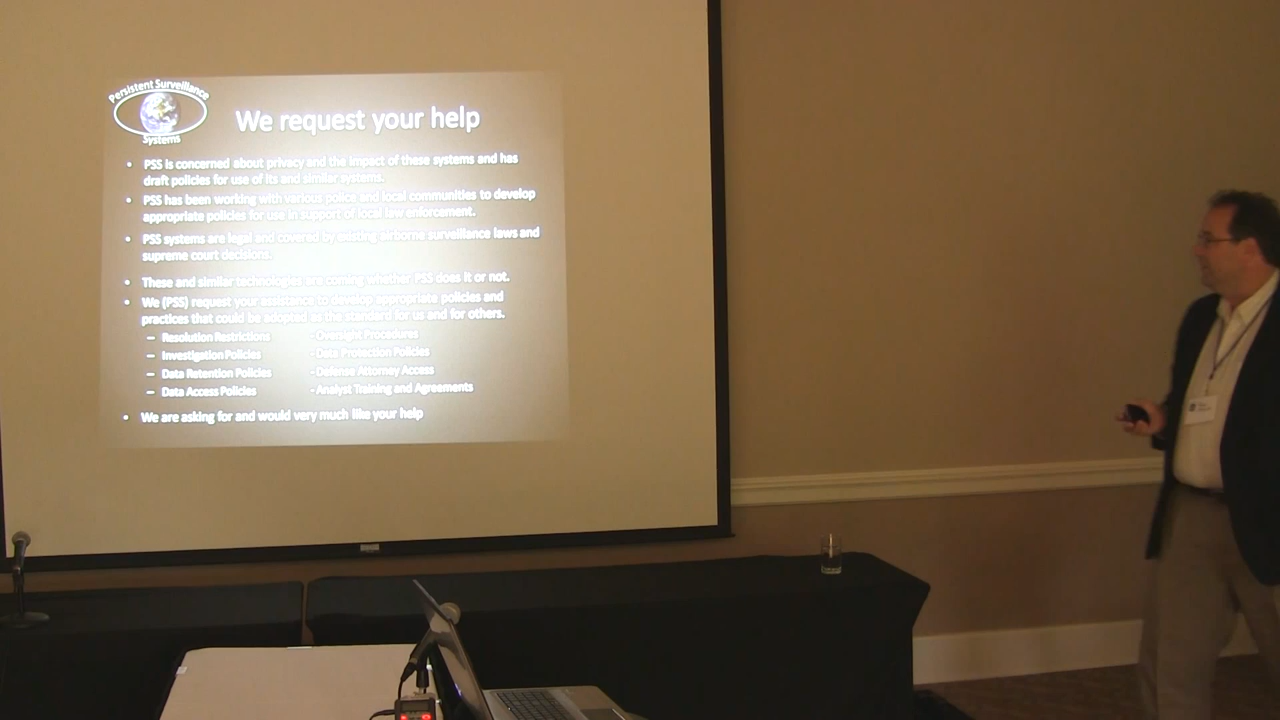 Persistent Surveillance
Systems
We request your help
• PSS is concerned about privacy and the impact of these systems and has
draft policies for use of its and similar systems.
• PSS has been working with various police and local communities to develop
appropriate policies for use in support of local law enforcement.
• PSS systems are legal and covered by existing airborne surveillance laws and
supreme court decisions.
• These and similar technologies are coming whether PSS does it or not.
• We (PSS) request your assistance to develop appropriate policies and
practices that could be adopted as the standard for us and for others.
– Resolution Restrictions - Oversight Procedures
– Investigation Policies - Data Protection Policies
– Data Retention Policies - Defense Attorney Access
– Data Access Policies - Analyst Training and Agreements
• We are asking for and would very much like your help